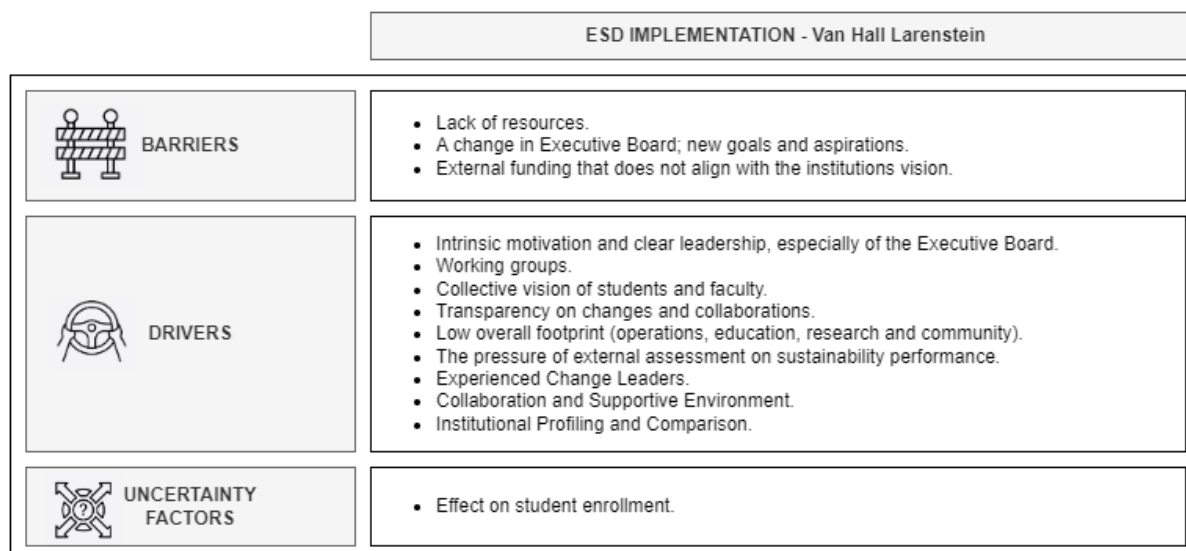 ESD IMPLEMENTATION - Van Hall Larenstein
BARRIERS
• Lack of resources.
• A change in Executive Board; new goals and aspirations.
• External funding that does not align with the institutions vision.
DRIVERS
• Intrinsic motivation and clear leadership, especially of the Executive Board.
• Working groups.
• Collective vision of students and faculty.
• Transparency on changes and collaborations.
• Low overall footprint (operations, education, research and community).
• The pressure of external assessment on sustainability performance.
• Experienced Change Leaders.
• Collaboration and Supportive Environment.
• Institutional Profiling and Comparison.
?
UNCERTAINTY
FACTORS
• Effect on student enrollment.